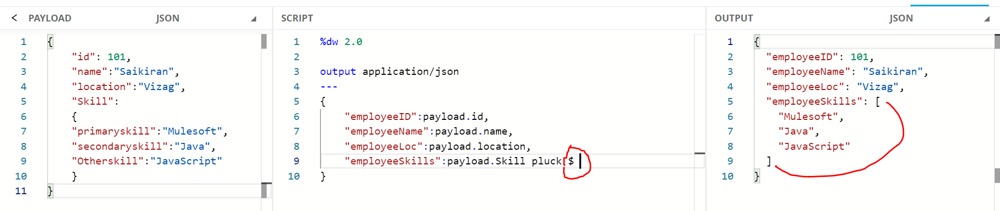 < PAYLOAD JSON
1 {
2 "id": 101,
3 "name":"Saikiran",
4 "location":"Vizag",
5 "Skill":
6 {
7 "primaryskill":"Mulesoft",
8 "secondaryskill":"Java",
9 "Otherskill":"JavaScript"
10 }
11 }
SCRIPT
1 %dw 2.0
2
3 output application/json
4 ---
5 {
6 "employeeID":payload.id,
7 "employeeName":payload.name,
8 "employeeLoc":payload.location,
9 "employeeSkills":payload.Skill pluck $
10 }
OUTPUT JSON
1 {
2 "employeeID": 101,
3 "employeeName": "Saikiran",
4 "employeeLoc": "Vizag",
5 "employeeSkills": [
6 "Mulesoft",
7 "Java",
8 "JavaScript"
9 ]
10 }